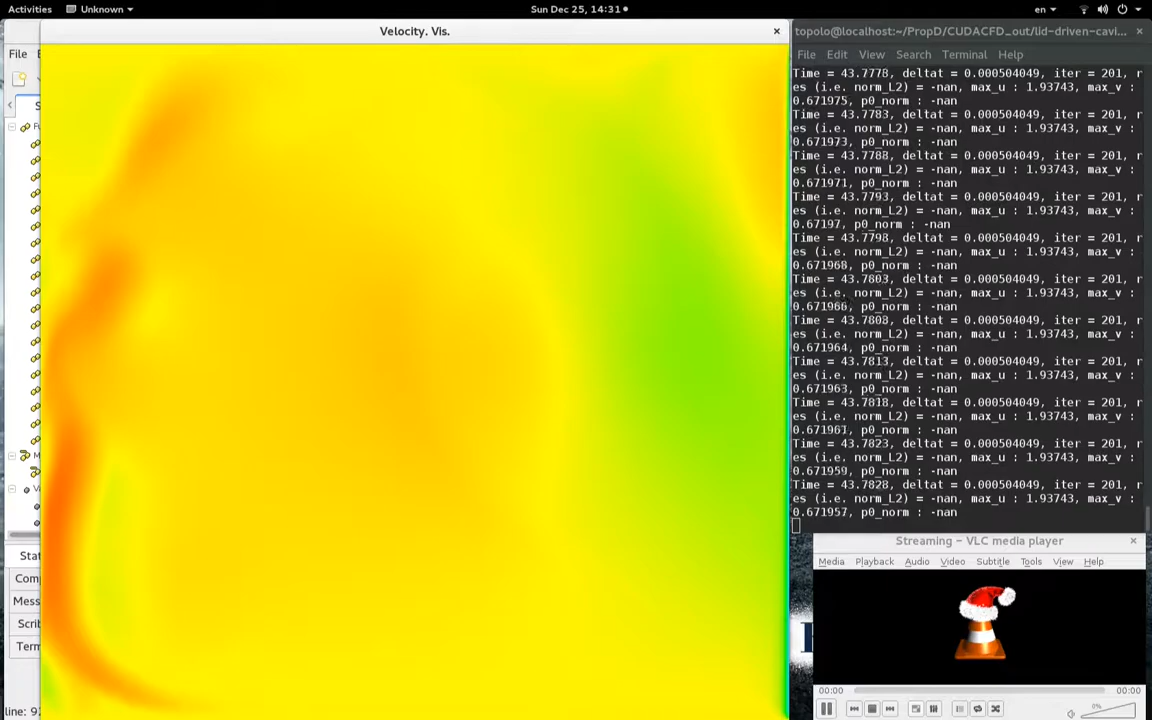 Activities
Unknown
Sun Dec 25, 14:31
en
Velocity. Vis.
File
topolo@localhost:~/PropD/CUDACFD_out/lid-driven-cavi...
File Edit View Search Terminal Help
Time = 43.7778, deltat = 0.000504049, iter = 201, r
es (i.e. norm_L2) = -nan, max_u : 1.93743, max_v :
0.671975, p0_norm : -nan
Time = 43.7783, deltat = 0.000504049, iter = 201, r
es (i.e. norm_L2) = -nan, max_u : 1.93743, max_v :
0.671973, p0_norm : -nan
Time = 43.7788, deltat = 0.000504049, iter = 201, r
es (i.e. norm_L2) = -nan, max_u : 1.93743, max_v :
0.671971, p0_norm : -nan
Time = 43.7793, deltat = 0.000504049, iter = 201, r
es (i.e. norm_L2) = -nan, max_u : 1.93743, max_v :
0.67197, p0_norm : -nan
Time = 43.7798, deltat = 0.000504049, iter = 201, r
es (i.e. norm_L2) = -nan, max_u : 1.93743, max_v :
0.671968, p0_norm : -nan
Time = 43.7803, deltat = 0.000504049, iter = 201, r
es (i.e. norm_L2) = -nan, max_u : 1.93743, max_v :
0.671966, p0_norm : -nan
Time = 43.7808, deltat = 0.000504049, iter = 201, r
es (i.e. norm_L2) = -nan, max_u : 1.93743, max_v :
0.671964, p0_norm : -nan
Time = 43.7813, deltat = 0.000504049, iter = 201, r
es (i.e. norm_L2) = -nan, max_u : 1.93743, max_v :
0.671963, p0_norm : -nan
Time = 43.7818, deltat = 0.000504049, iter = 201, r
es (i.e. norm_L2) = -nan, max_u : 1.93743, max_v :
0.671961, p0_norm : -nan
Time = 43.7823, deltat = 0.000504049, iter = 201, r
es (i.e. norm_L2) = -nan, max_u : 1.93743, max_v :
0.671959, p0_norm : -nan
Time = 43.7828, deltat = 0.000504049, iter = 201, r
es (i.e. norm_L2) = -nan, max_u : 1.93743, max_v :
0.671957, p0_norm : -nan
Streaming - VLC media player
Media Playback Audio Video Subtitle Tools View Help
00:00
00:00
0%
S
Fu
M
Vi
Stat
Comp
Mess
Scrib
Term
line: 9